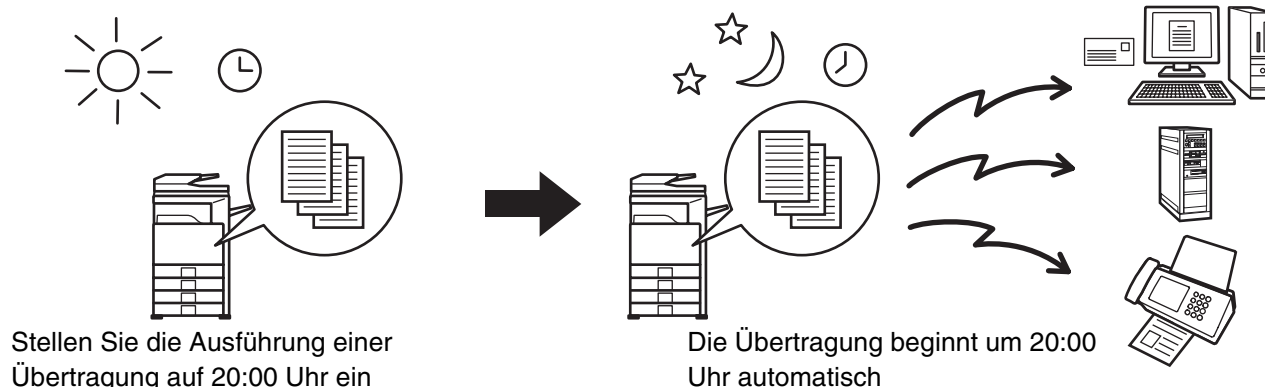 Stellen Sie die Ausführung einer
Übertragung auf 20:00 Uhr ein
Die Übertragung beginnt um 20:00
Uhr automatisch